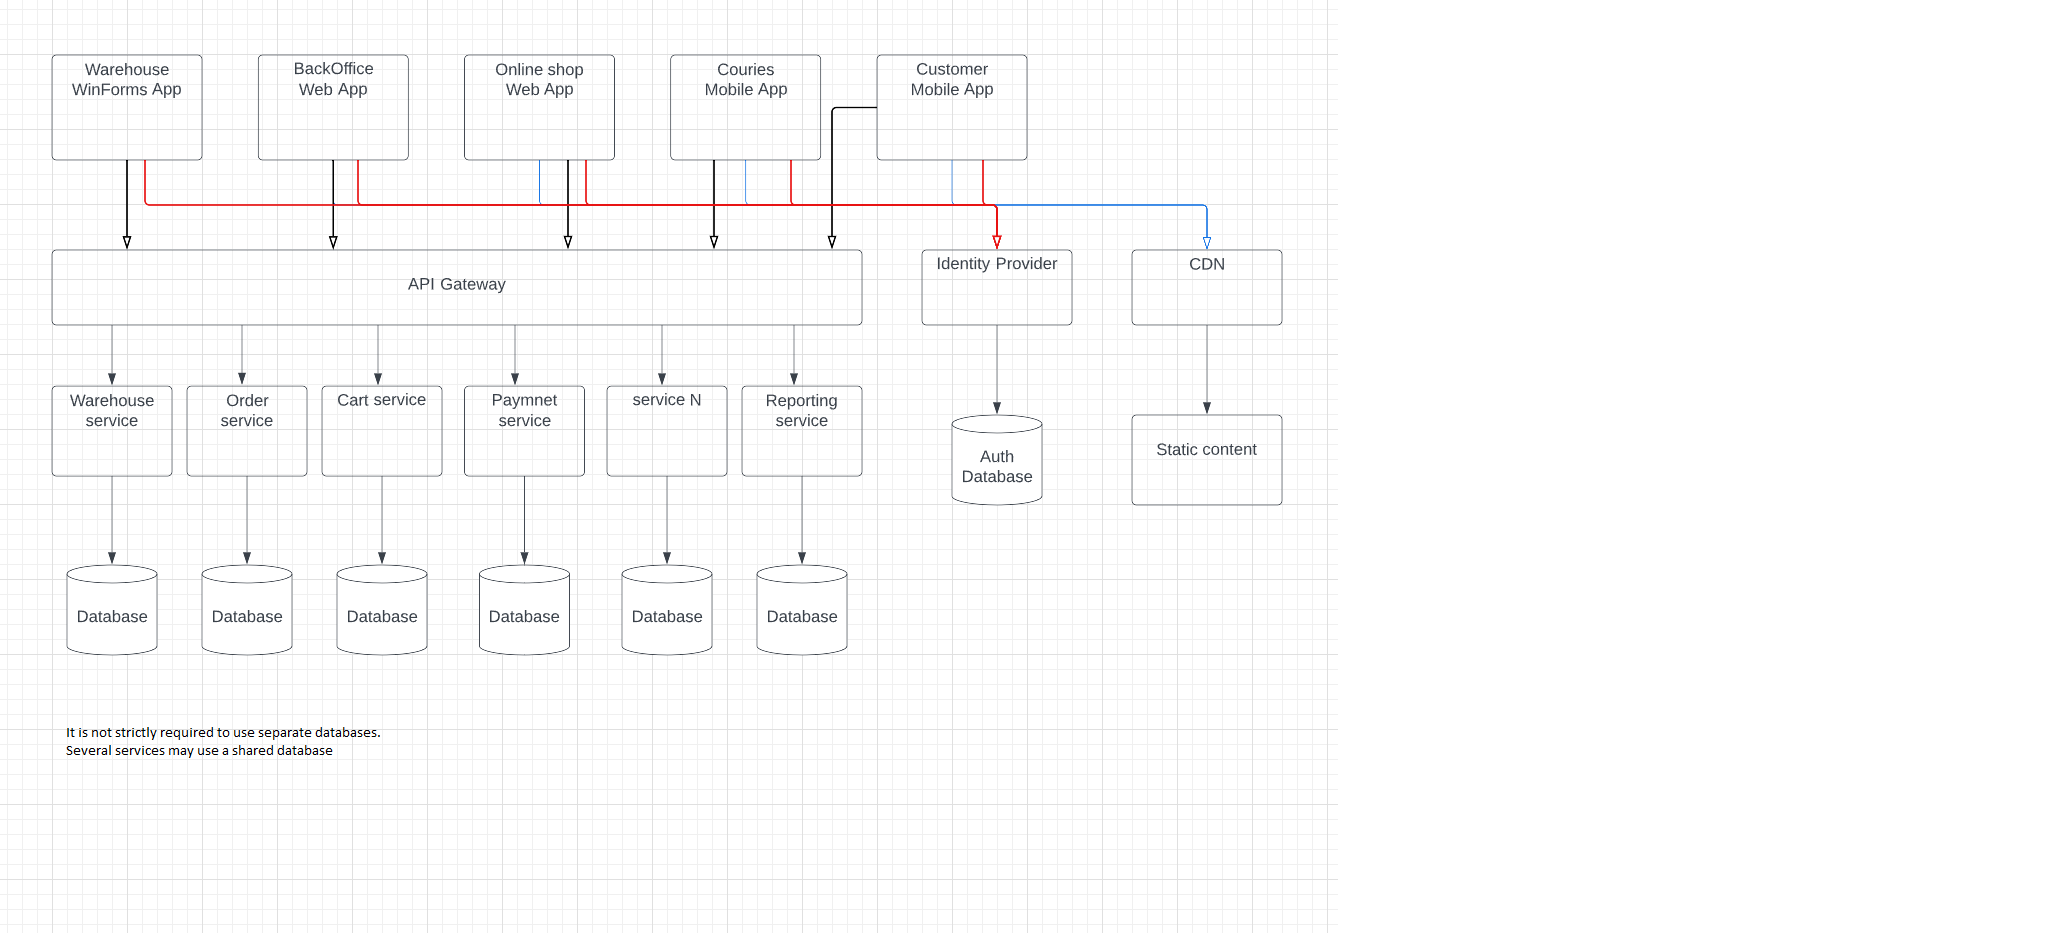 Warehouse
WinForms App
BackOffice
Web App
Online shop
Web App
Couries
Mobile App
Customer
Mobile App
API Gateway
Identity Provider
CDN
Warehouse
service
Order
service
Cart service
Paymnet
service
service N
Reporting
service
Auth
Database
Static content
Database
Database
Database
Database
Database
Database
It is not strictly required to use separate databases.
Several services may use a shared database